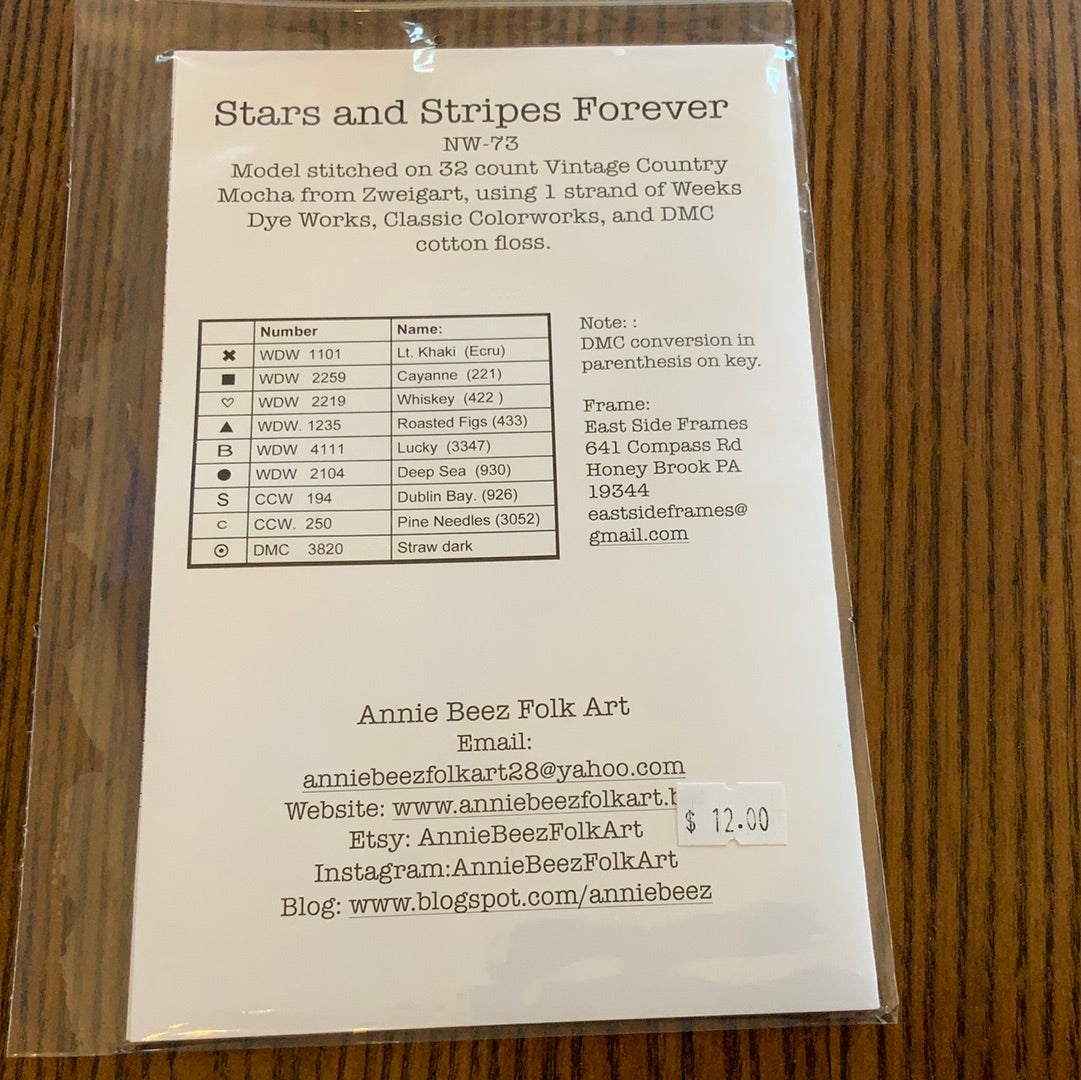 Stars and Stripes Forever
NW-73
Model stitched on 32 count Vintage Country
Mocha from Zweigart, using 1 strand of Weeks
Dye Works, Classic Colorworks, and DMC
cotton floss.
Number Name:
✖ WDW 1101 Lt. Khaki (Ecru)
■ WDW 2259 Cayanne (221)
♡ WDW 2219 Whiskey (422 )
▲ WDW. 1235 Roasted Figs (433)
B WDW 4111 Lucky (3347)
● WDW 2104 Deep Sea (930)
S CCW 194 Dublin Bay. (926)
C CCW. 250 Pine Needles (3052)
⊙ DMC 3820 Straw dark
Note: :
DMC conversion in
parenthesis on key.
Frame:
East Side Frames
641 Compass Rd
Honey Brook PA
19344
eastsideframes@
gmail.com
Annie Beez Folk Art
Email:
anniebeezfolkart28@yahoo.com
Website: www.anniebeezfolkart.
$ 12.00
Etsy: AnnieBeezFolkArt
Instagram:AnnieBeezFolkArt
Blog: www.blogspot.com/anniebeez